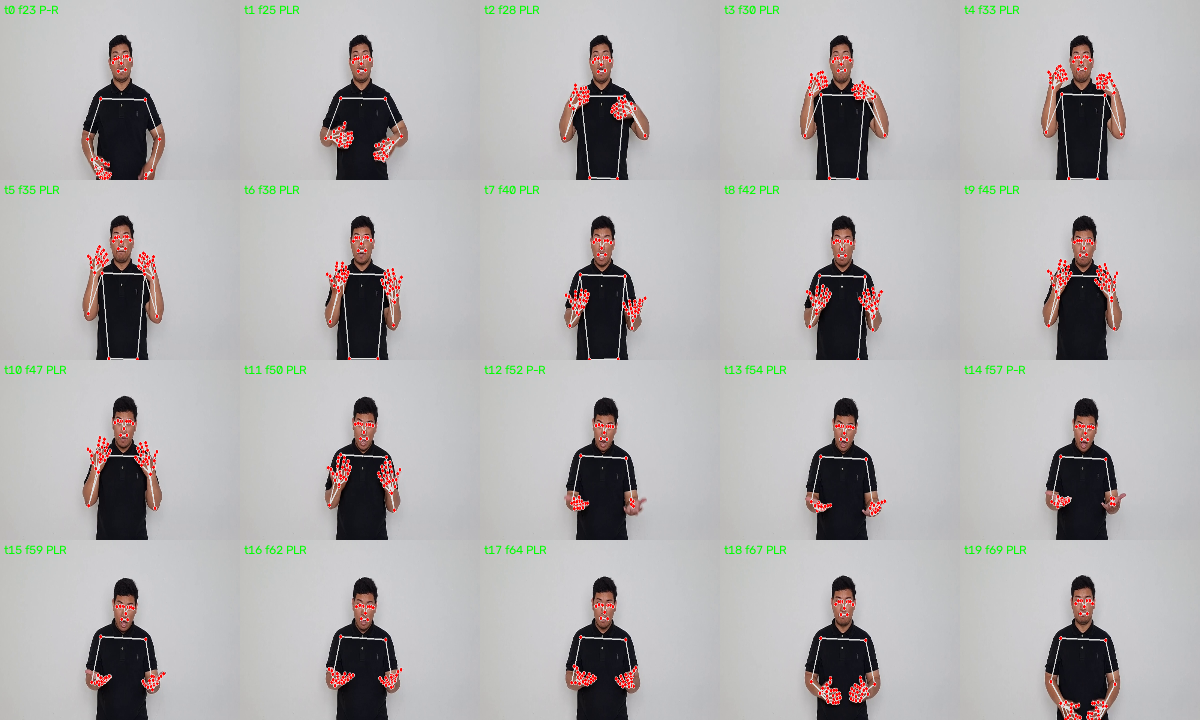 t0 f23 P-R
t1 f25 PLR
t2 f28 PLR
t3 f30 PLR
t4 f33 PLR
t5 f35 PLR
t6 f38 PLR
t7 f40 PLR
t8 f42 PLR
t9 f45 PLR
t10 f47 PLR
t11 f50 PLR
t12 f52 P-R
t13 f54 PLR
t14 f57 P-R
t15 f59 PLR
t16 f62 PLR
t17 f64 PLR
t18 f67 PLR
t19 f69 PLR